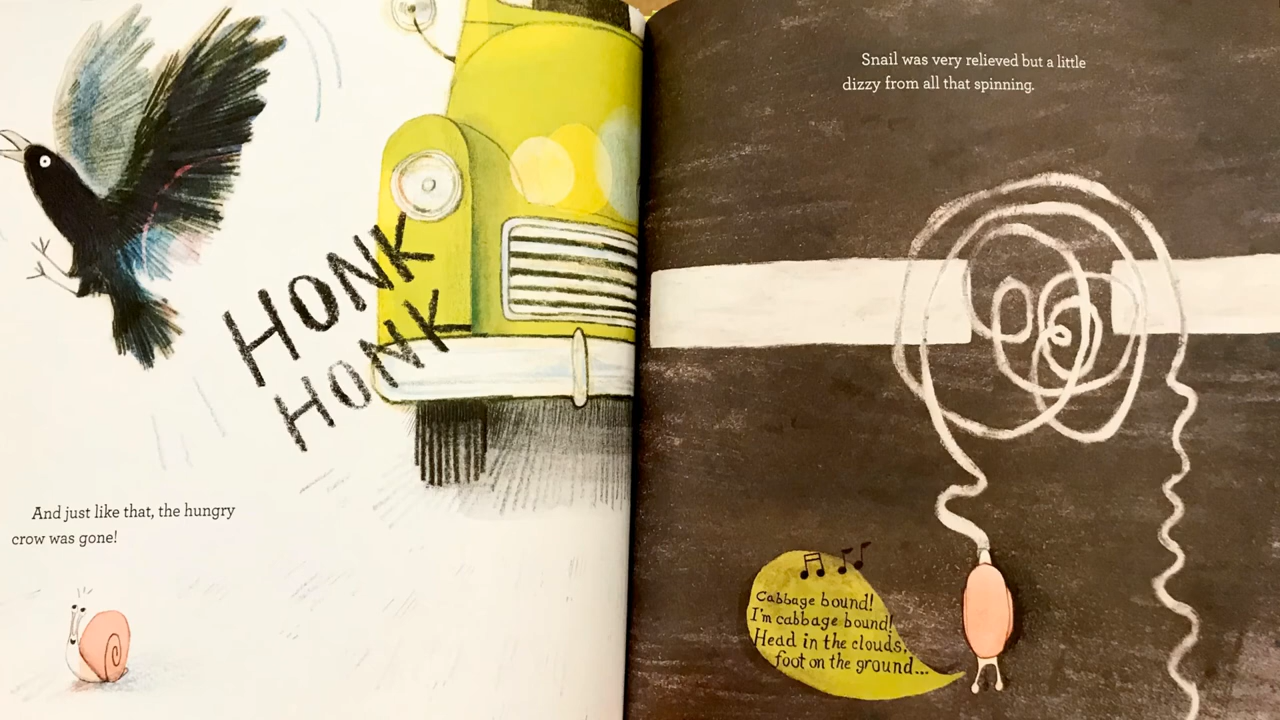 HONK
HONK
And just like that, the hungry
crow was gone!
Snail was very relieved but a little
dizzy from all that spinning.
Cabbage bound!
I'm cabbage bound!
Head in the clouds,
foot on the ground...